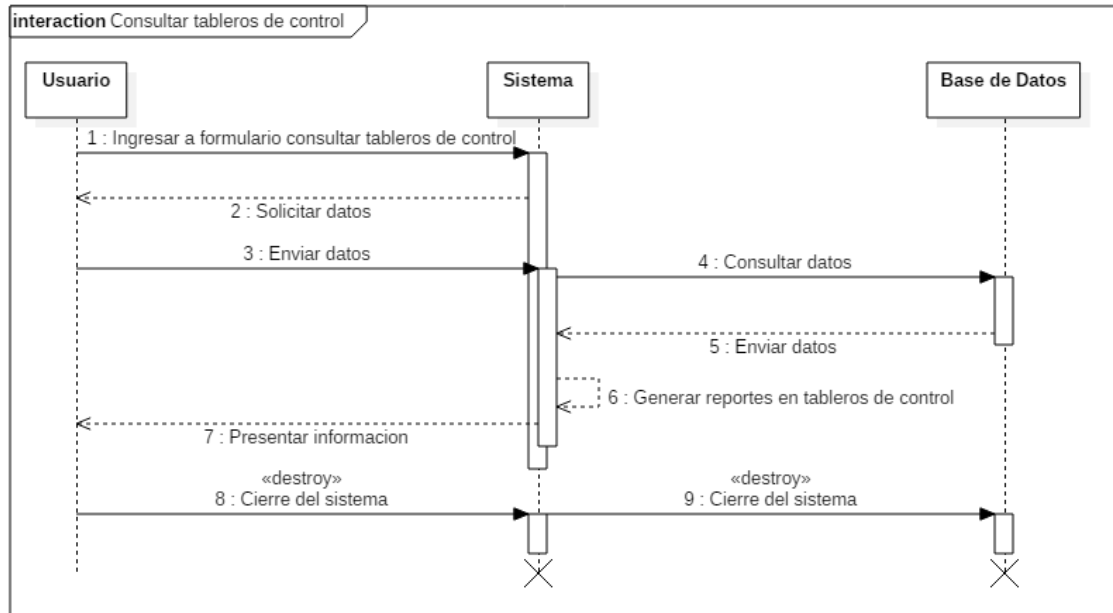 interaction Consultar tableros de control
Usuario
Sistema
Base de Datos
1 : Ingresar a formulario consultar tableros de control
2 : Solicitar datos
3 : Enviar datos
4 : Consultar datos
5 : Enviar datos
6 : Generar reportes en tableros de control
7 : Presentar informacion
«destroy»
8 : Cierre del sistema
«destroy»
9 : Cierre del sistema